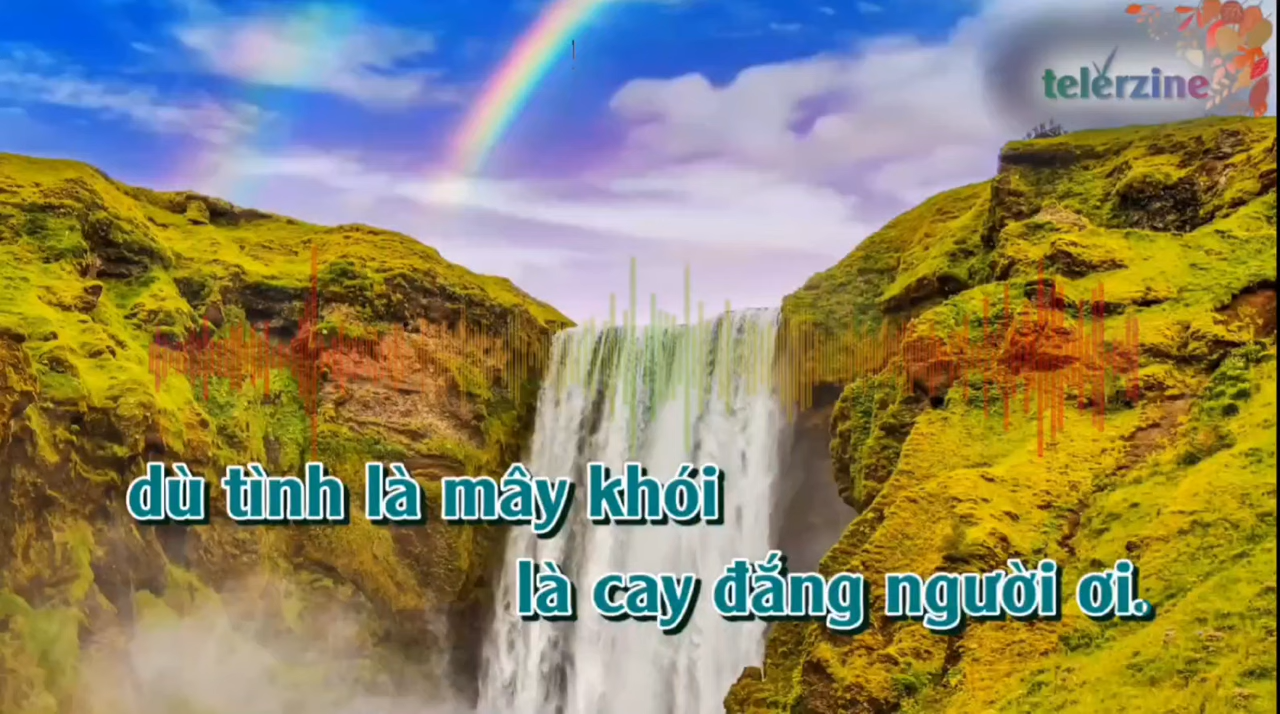 telerzine
dù tình là mây khói
là cay đắng người ơi.